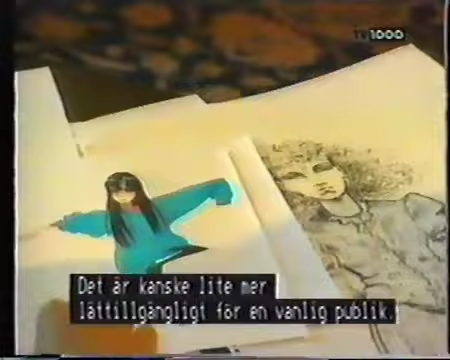 TV1000
Det är kanske lite mer
lättillgängligt för en vanlig publik.